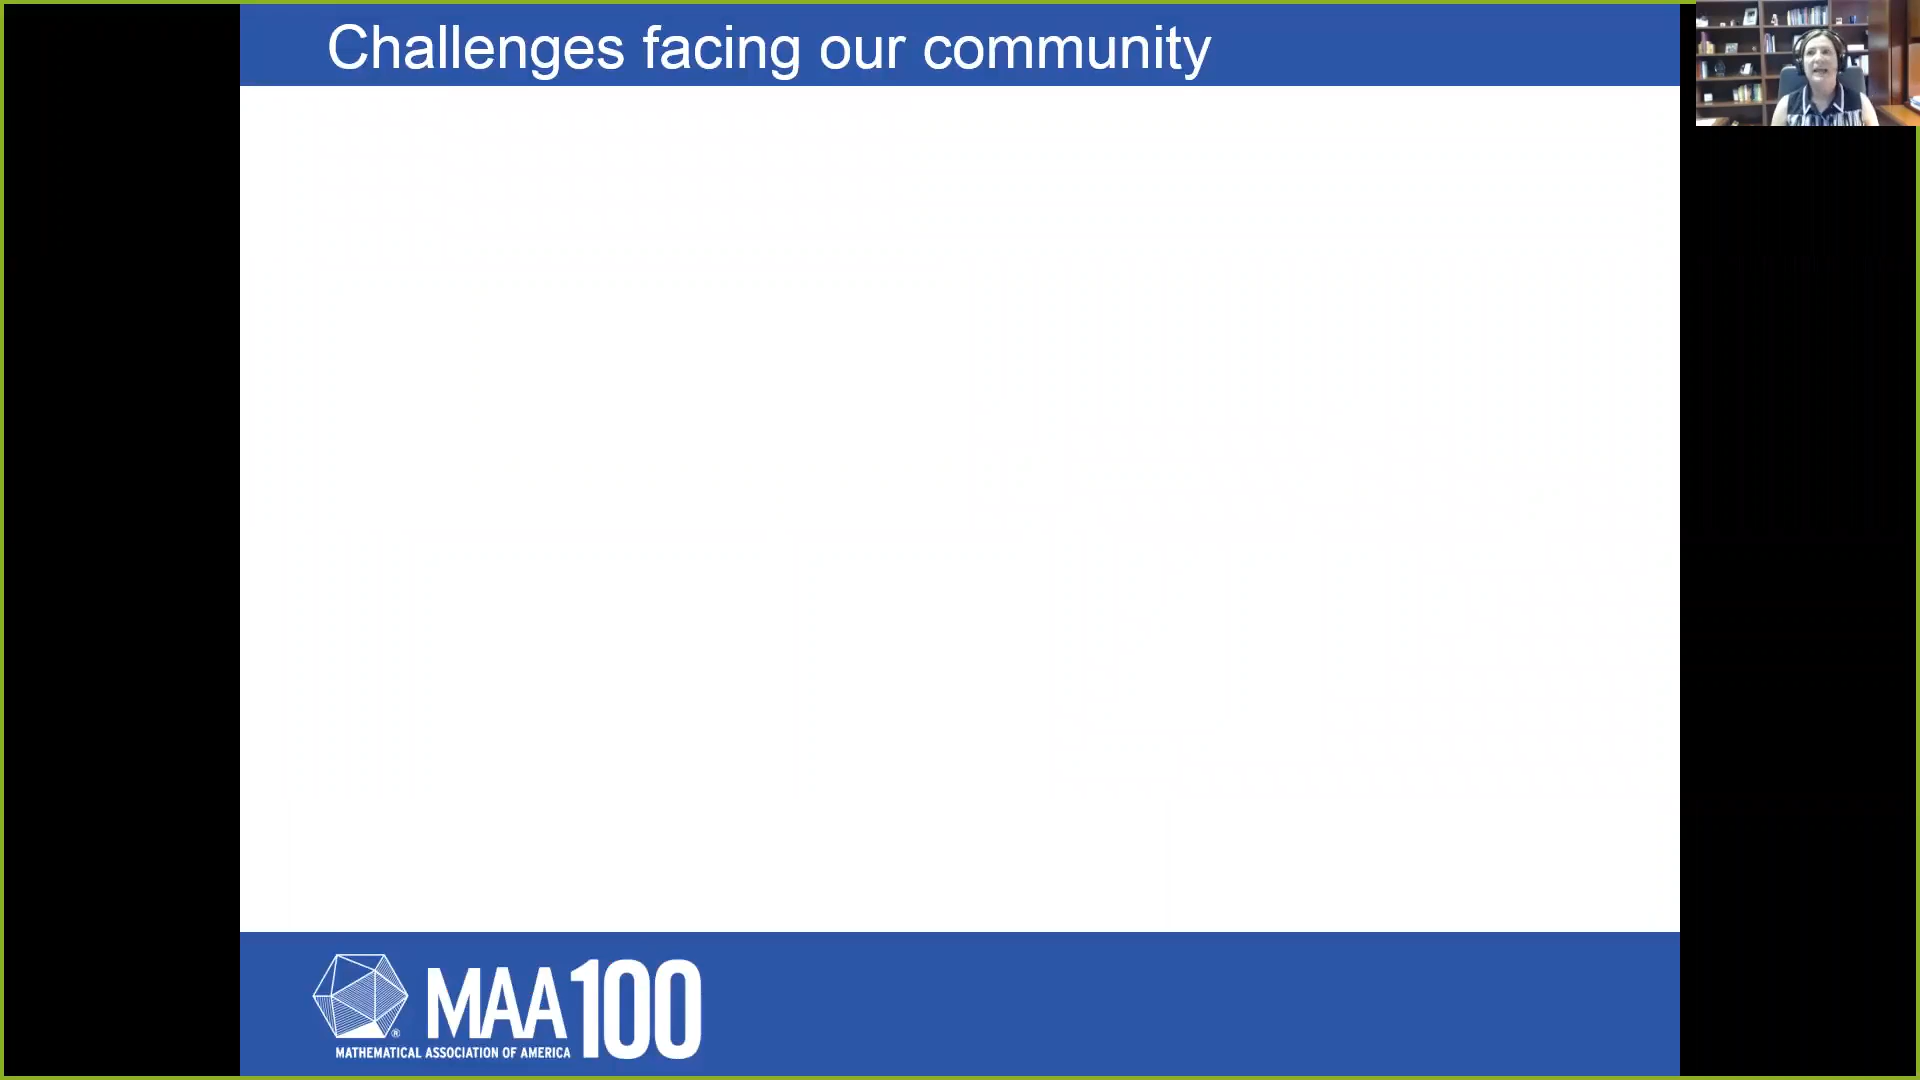 Challenges facing our community
MAA100
®
MATHEMATICAL ASSOCIATION OF AMERICA